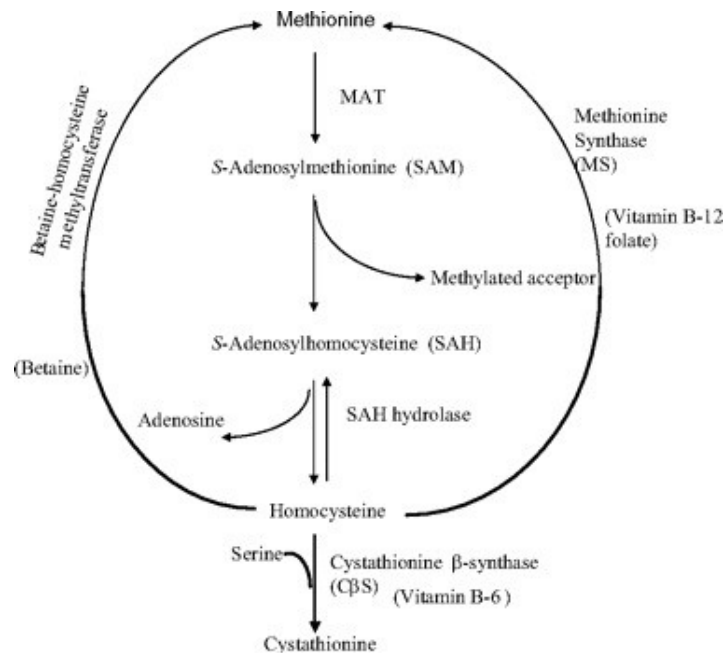 Methionine
MAT
Betaine-homocysteine
methyltransferase
Methionine
Synthase
(MS)
S-Adenosylmethionine (SAM)
(Vitamin B-12
folate)
Methylated acceptor
S-Adenosylhomocysteine (SAH)
(Betaine)
Adenosine
SAH hydrolase
Homocysteine
Serine
Cystathionine β-synthase
(CβS)
(Vitamin B-6 )
Cystathionine